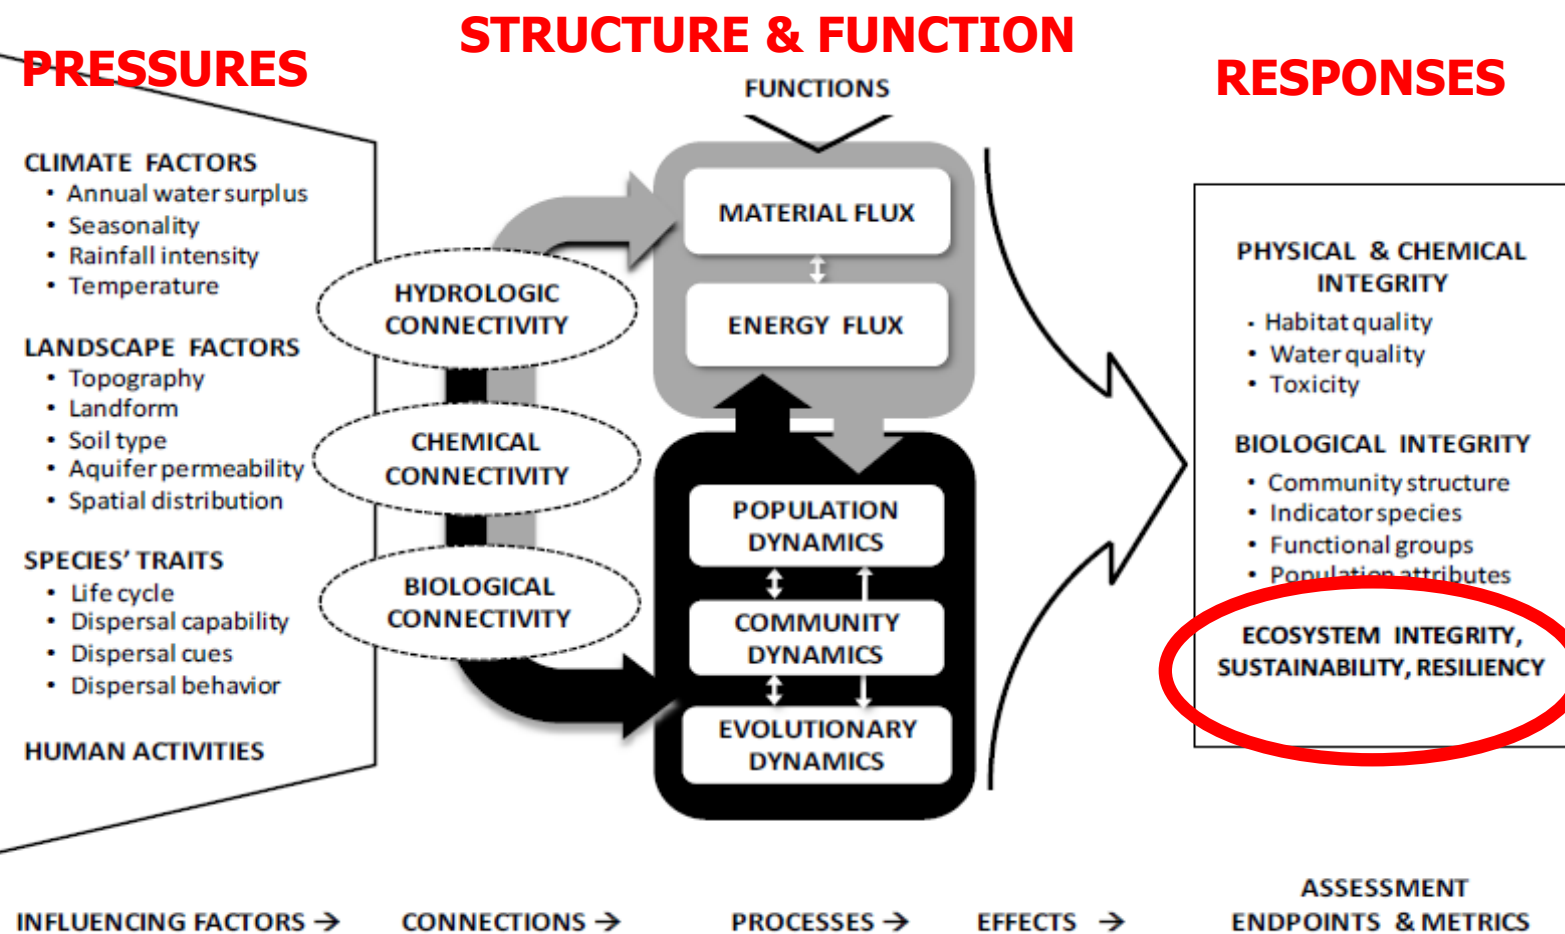 STRUCTURE & FUNCTION
PRESSURES
RESPONSES
FUNCTIONS
CLIMATE FACTORS
• Annual water surplus
• Seasonality
• Rainfall intensity
• Temperature
LANDSCAPE FACTORS
• Topography
• Landform
• Soil type
• Aquifer permeability
• Spatial distribution
SPECIES’ TRAITS
• Life cycle
• Dispersal capability
• Dispersal cues
• Dispersal behavior
HUMAN ACTIVITIES
HYDROLOGIC
CONNECTIVITY
CHEMICAL
CONNECTIVITY
BIOLOGICAL
CONNECTIVITY
MATERIAL FLUX
ENERGY FLUX
POPULATION
DYNAMICS
COMMUNITY
DYNAMICS
EVOLUTIONARY
DYNAMICS
PHYSICAL & CHEMICAL
INTEGRITY
• Habitat quality
• Water quality
• Toxicity
BIOLOGICAL INTEGRITY
• Community structure
• Indicator species
• Functional groups
• Population attributes
ECOSYSTEM INTEGRITY,
SUSTAINABILITY, RESILIENCY
INFLUENCING FACTORS →
CONNECTIONS →
PROCESSES →
EFFECTS →
ASSESSMENT
ENDPOINTS & METRICS